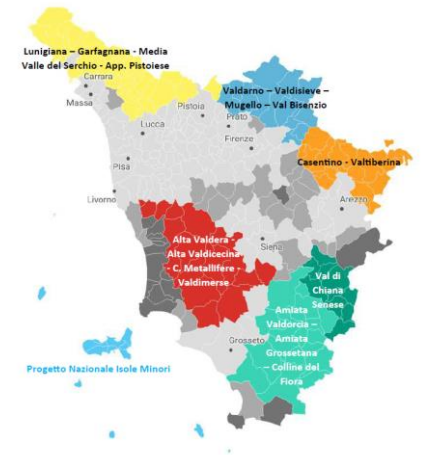 Lunigiana – Garfagnana - Media
Valle del Serchio - App. Pistoiese
Carrara
Massa
Pistoia
Lucca
Valdarno – Valdisieve –
Mugello – Val Bisenzio
Prato
Firenze
Pisa
Casentino - Valtiberina
Livorno
Arezzo
Alta Valdera -
Alta Valdicecina
- C. Metallifere -
Valdimerse
Siena
Val di
Chiana
Senese
Amiata
Valdorcia –
Amiata
Grossetana
– Colline del
Fiora
Grosseto
Progetto Nazionale Isole Minori